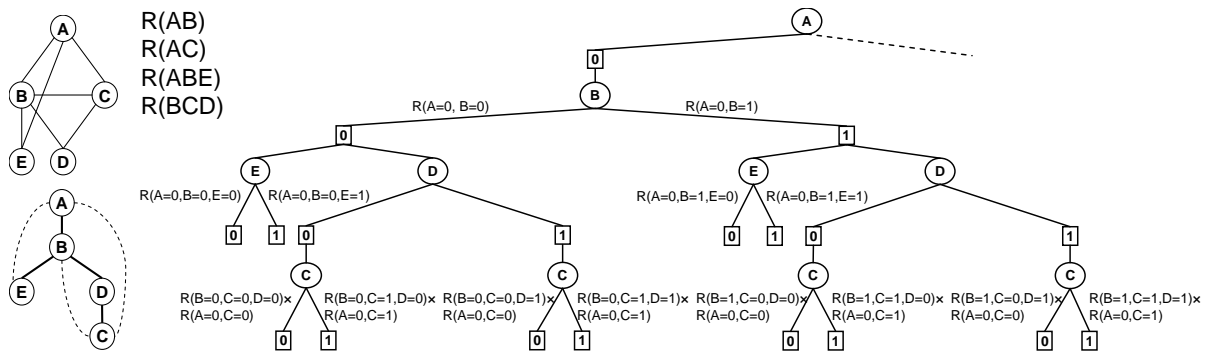 A
B
C
E
D
R(AB)
R(AC)
R(ABE)
R(BCD)
A
B
E
D
C
A
0
B
R(A=0, B=0)
R(A=0,B=1)
0
1
E
D
E
D
R(A=0,B=0,E=0)
R(A=0,B=0,E=1)
R(A=0,B=1,E=0)
R(A=0,B=1,E=1)
0
1
0
1
0
1
0
1
C
C
C
C
R(B=0,C=0,D=0)×
R(A=0,C=0)
R(B=0,C=1,D=0)×
R(A=0,C=1)
R(B=0,C=0,D=1)×
R(A=0,C=0)
R(B=0,C=1,D=1)×
R(A=0,C=1)
R(B=1,C=0,D=0)×
R(A=0,C=0)
R(B=1,C=1,D=0)×
R(A=0,C=1)
R(B=1,C=0,D=1)×
R(A=0,C=0)
R(B=1,C=1,D=1)×
R(A=0,C=1)
0
1
0
1
0
1
0
1